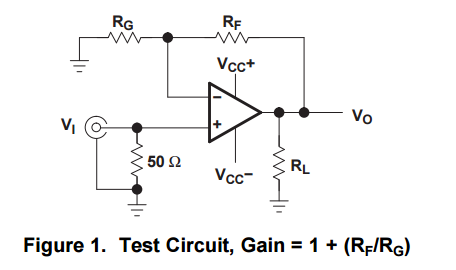 RG RF
VCC+
-
VI + VO
50 Ω RL
VCC−
Figure 1. Test Circuit, Gain = 1 + (RF/RG)